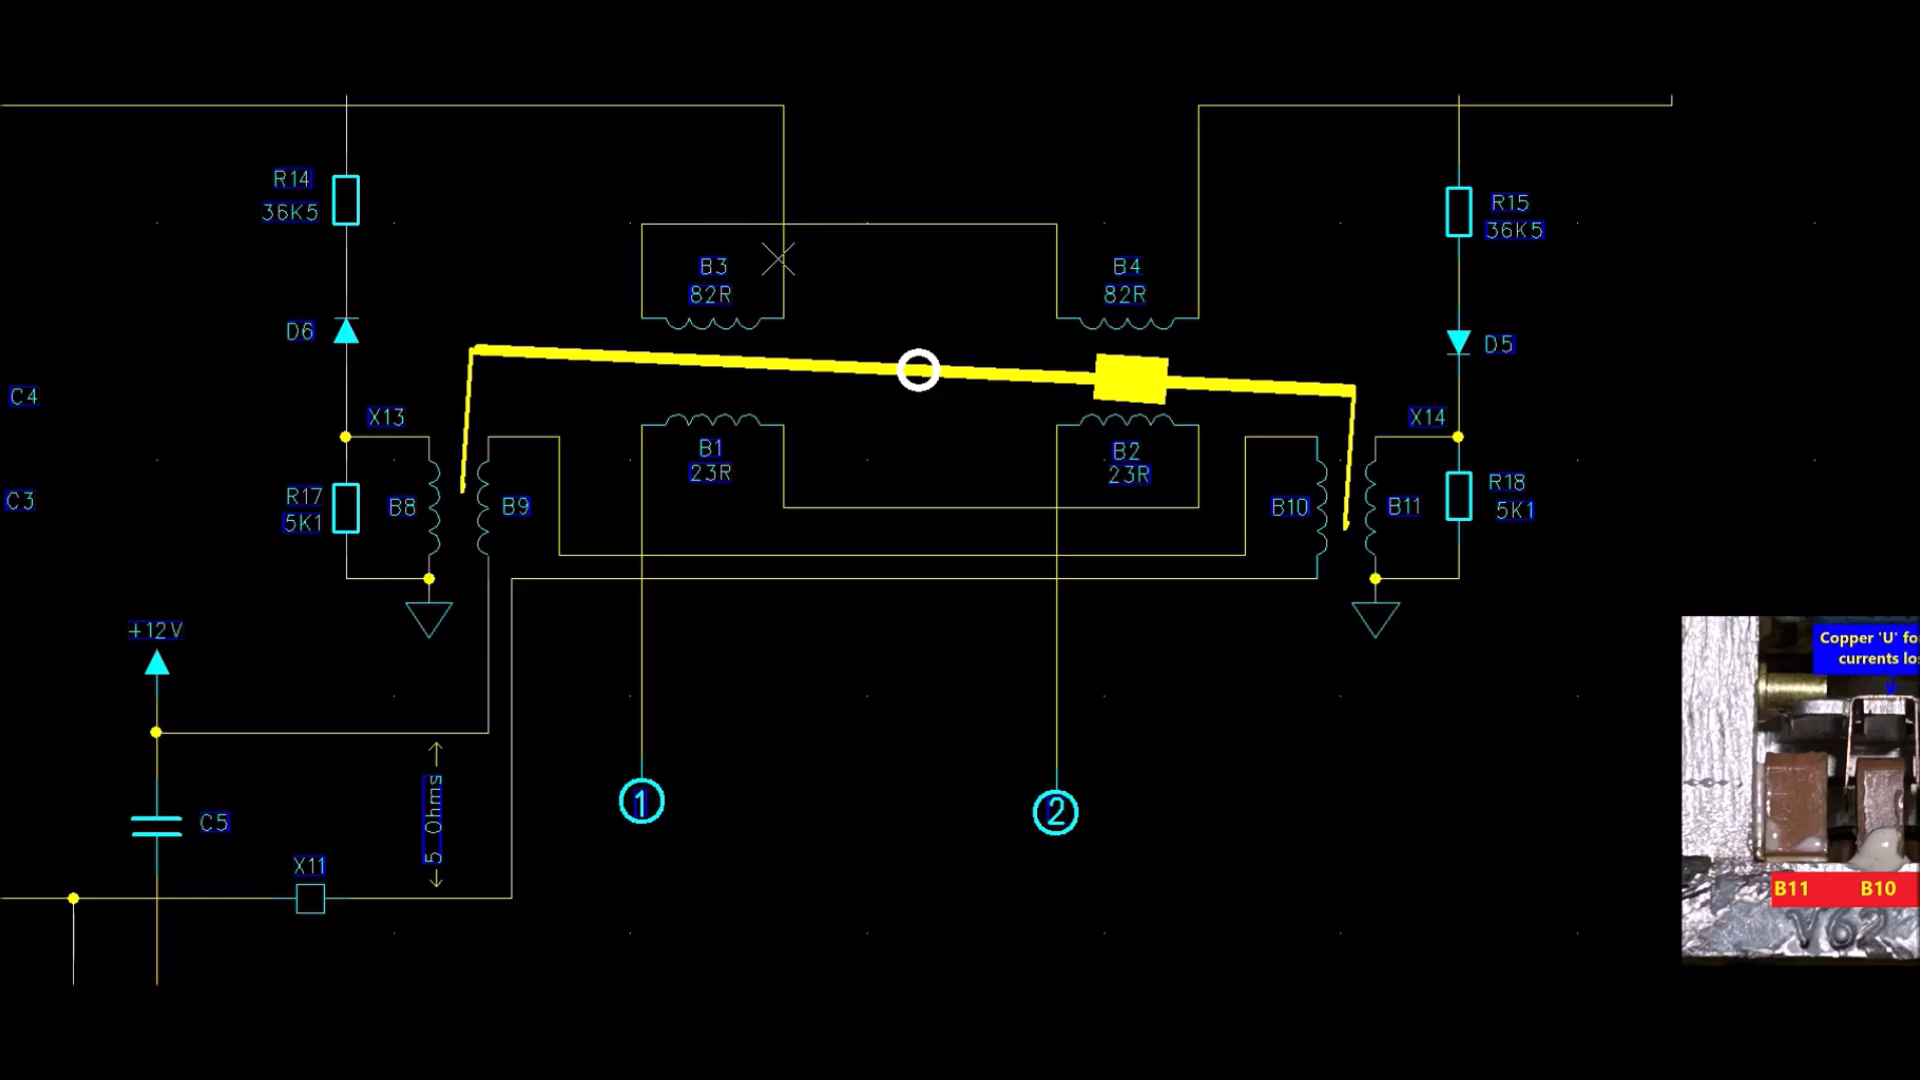 R14
36K5
R15
36K5
B3
82R
B4
82R
D6
D5
C4
X13
X14
B1
23R
B2
23R
R17
5K1
B8
B9
B10
B11
R18
5K1
C3
+12V
Copper 'U' fo
currents los
5 Ohms
1
2
C5
X11
B11
B10
V62